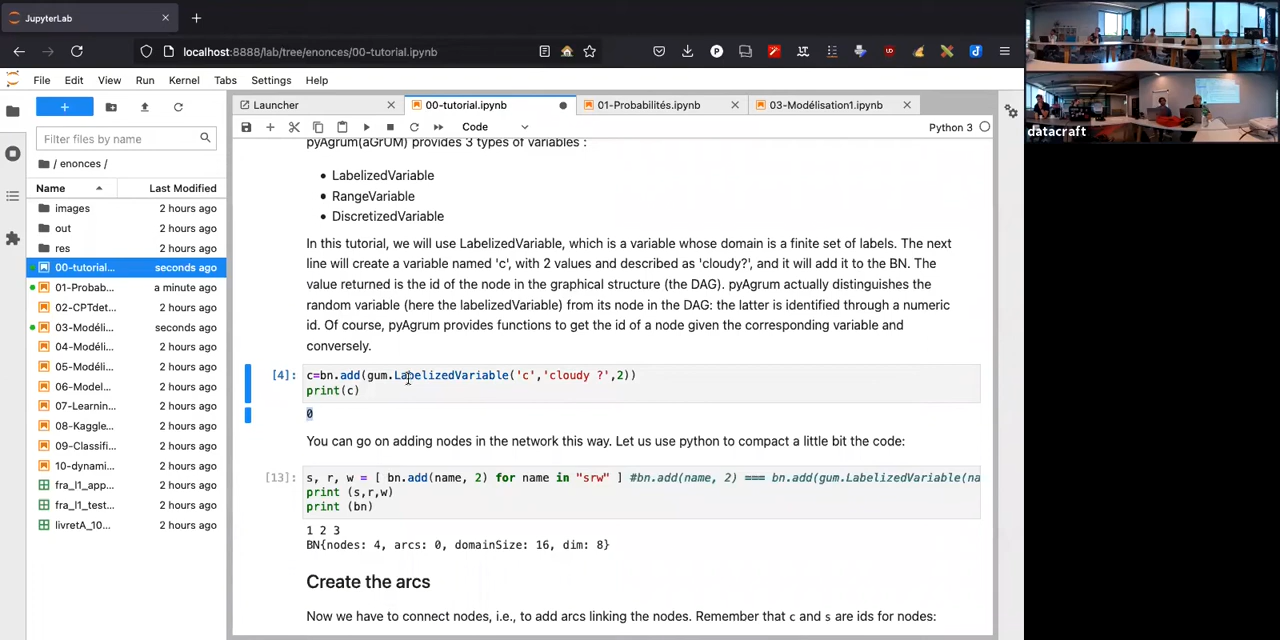 JupyterLab
localhost:8888/lab/tree/enonces/00-tutorial.ipynb
File Edit View Run Kernel Tabs Settings Help
Launcher 00-tutorial.ipynb 01-Probabilités.ipynb 03-Modélisation1.ipynb
Code Python 3
Filter files by name
/ enonces /
Name Last Modified
images 2 hours ago
out 2 hours ago
res 2 hours ago
00-tutorial... seconds ago
01-Probab... a minute ago
02-CPTdet... 2 hours ago
03-Modéli... seconds ago
04-Modéli... 2 hours ago
05-Modéli... 2 hours ago
06-Model... 2 hours ago
07-Learnin... 2 hours ago
08-Kaggle... 2 hours ago
09-Classifi... 2 hours ago
10-dynami... 2 hours ago
fra_l1_app... 2 hours ago
fra_l1_test... 2 hours ago
livretA_10... 2 hours ago
pyAgrum(aGrUM) provides 3 types of variables :
• LabelizedVariable
• RangeVariable
• DiscretizedVariable
In this tutorial, we will use LabelizedVariable, which is a variable whose domain is a finite set of labels. The next
line will create a variable named 'c', with 2 values and described as 'cloudy?', and it will add it to the BN. The
value returned is the id of the node in the graphical structure (the DAG). pyAgrum actually distinguishes the
random variable (here the labelizedVariable) from its node in the DAG: the latter is identified through a numeric
id. Of course, pyAgrum provides functions to get the id of a node given the corresponding variable and
conversely.
[4]: c=bn.add(gum.LabelizedVariable('c','cloudy ?',2))
print(c)
0
You can go on adding nodes in the network this way. Let us use python to compact a little bit the code:
[13]: s, r, w = [ bn.add(name, 2) for name in "srw" ] #bn.add(name, 2) === bn.add(gum.LabelizedVariable(na
print (s,r,w)
print (bn)
1 2 3
BN{nodes: 4, arcs: 0, domainSize: 16, dim: 8}
Create the arcs
Now we have to connect nodes, i.e., to add arcs linking the nodes. Remember that c and s are ids for nodes:
datacraft